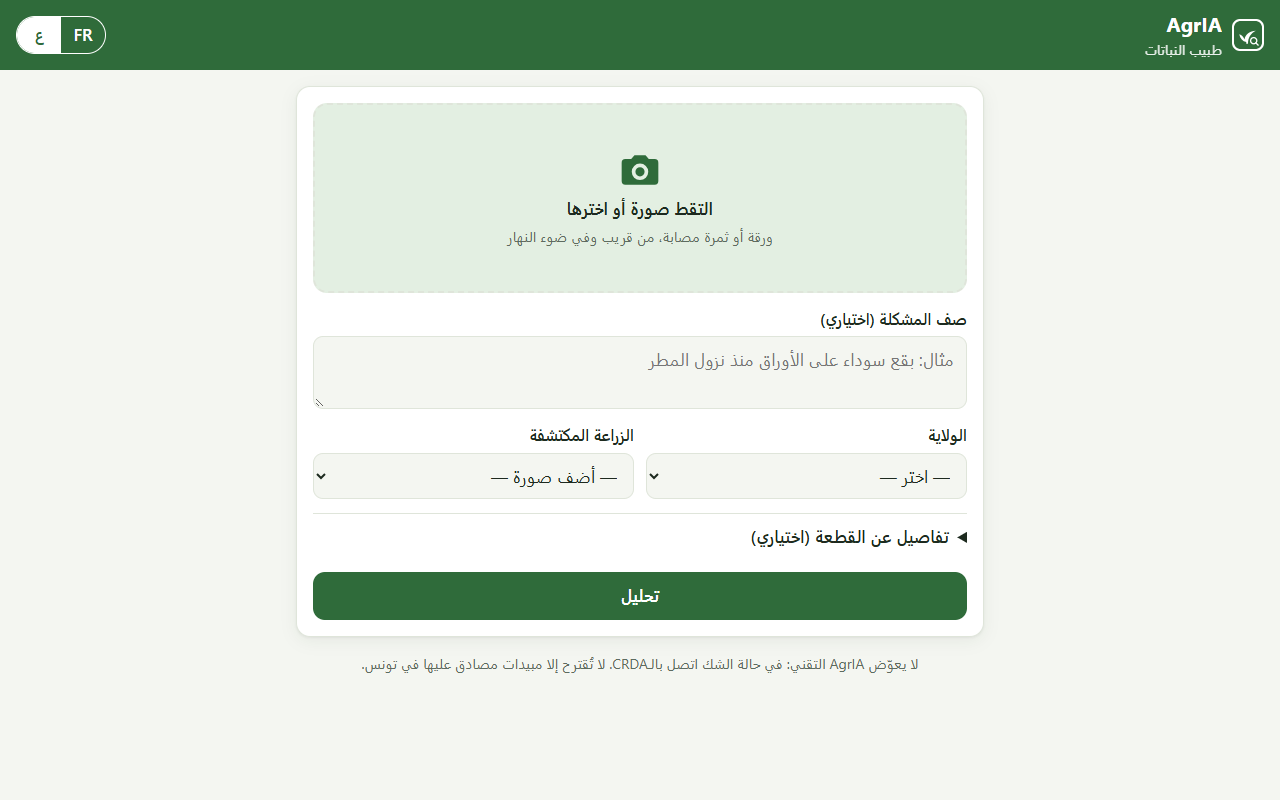 AgrIA
طبيب النباتات
FR
ع
التقط صورة أو اخترها
ورقة أو ثمرة مصابة، من قريب وفي ضوء النهار
صف المشكلة (اختياري)
مثال: بقع سوداء على الأوراق منذ نزول المطر
الولاية
الزراعة المكتشفة
— اختر —
— أضف صورة —
تفاصيل عن القطعة (اختياري)
تحليل
لا يعوّض AgrIA التقني: في حالة الشك اتصل بالـCRDA. لا تُقترح إلا مبيدات مصادق عليها في تونس.